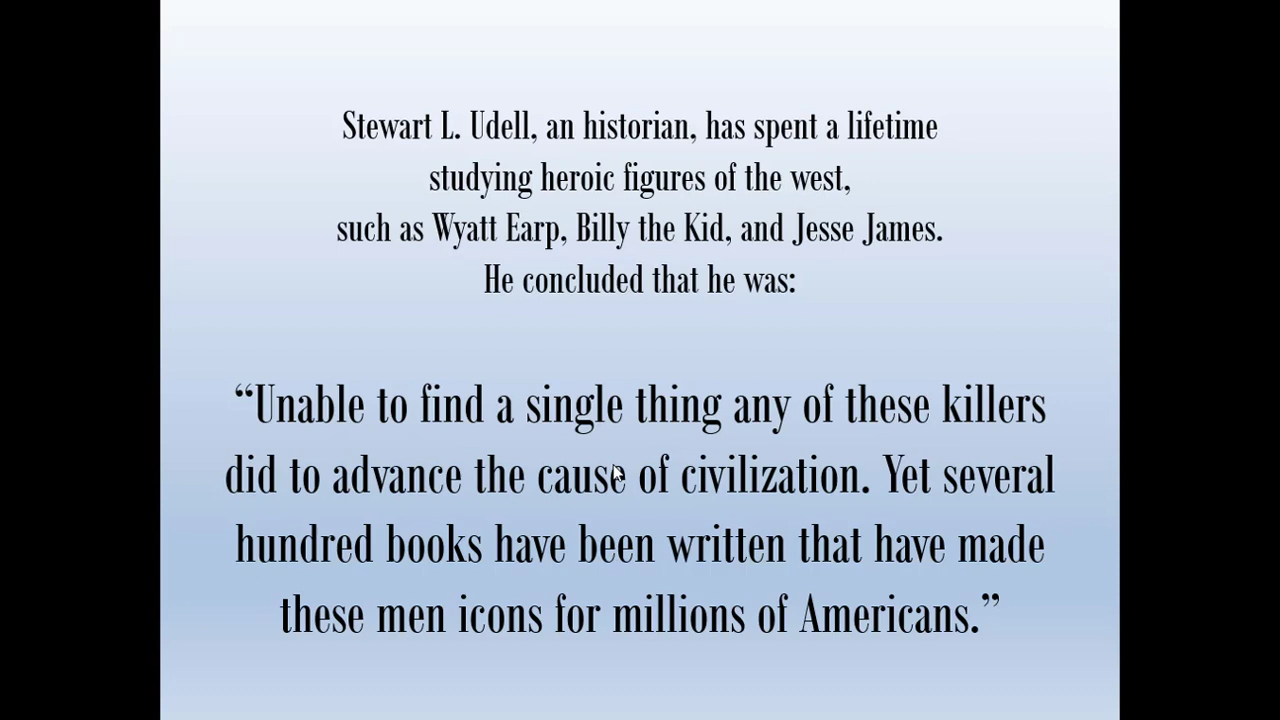 Stewart L. Udell, an historian, has spent a lifetime
studying heroic figures of the west,
such as Wyatt Earp, Billy the Kid, and Jesse James.
He concluded that he was:
“Unable to find a single thing any of these killers
did to advance the cause of civilization. Yet several
hundred books have been written that have made
these men icons for millions of Americans.”